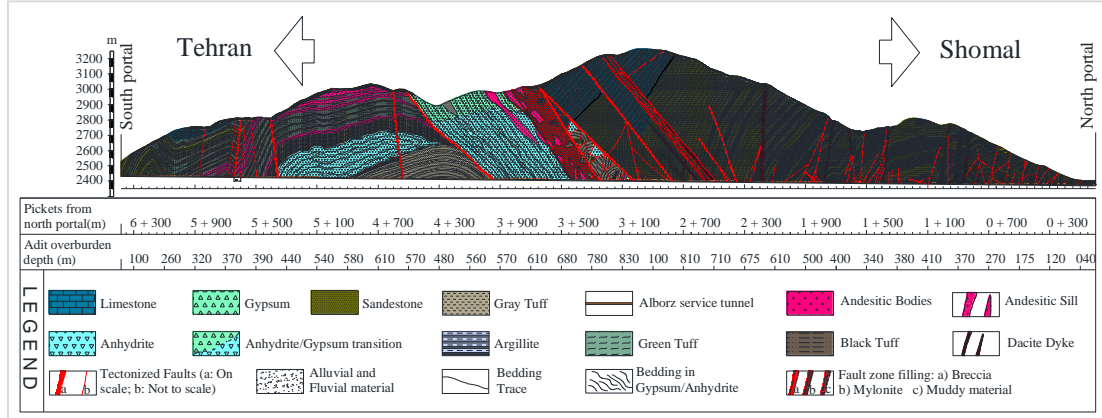 Tehran
Shomal
m
3200
3100
3000
2900
2800
2700
2600
2500
2400
South portal
North portal
Pickets from north portal(m) 6 + 300 5 + 900 5 + 500 5 + 100 4 + 700 4 + 300 3 + 900 3 + 500 3 + 100 2 + 700 2 + 300 1 + 900 1 + 500 1 + 100 0 + 700 0 + 300
Adit overburden depth (m) 100 260 320 370 390 440 540 580 610 570 480 610 680 780 830 100 810 710 675 580 500 400 340 380 410 370 270 175 120 040
LEGEND
Limestone
Gypsum
Sandestone
Gray Tuff
Alborz service tunnel
Andesitic Bodies
Andesitic Sill
Anhydrite
Anhydrite/Gypsum transition
Argillite
Green Tuff
Black Tuff
Dacite Dyke
a b
Tectonized Faults (a: On
scale; b: Not to scale)
Alluvial and
Fluvial material
Bedding
Trace
Bedding in
Gypsum/Anhydrite
a b c
Fault zone filling: a) Breccia
b) Mylonite c) Muddy material